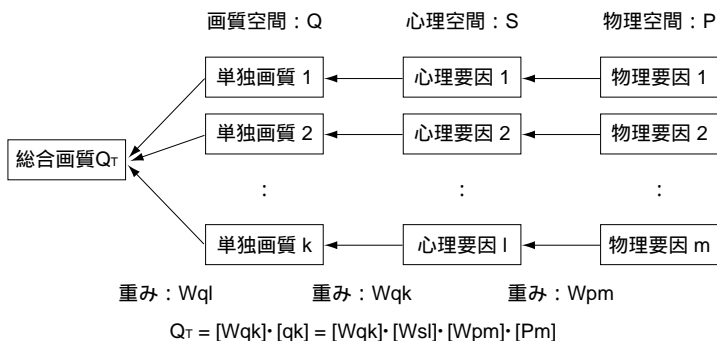 画質空間：Q 心理空間：S 物理空間：P
単独画質 1 心理要因 1 物理要因 1
単独画質 2 心理要因 2 物理要因 2
総合画質QT
： ： ：
単独画質 k 心理要因 l 物理要因 m
重み：Wql 重み：Wqk 重み：Wpm
QT = [Wqk]・[qk] = [Wqk]・[Wsl]・[Wpm]・[Pm]